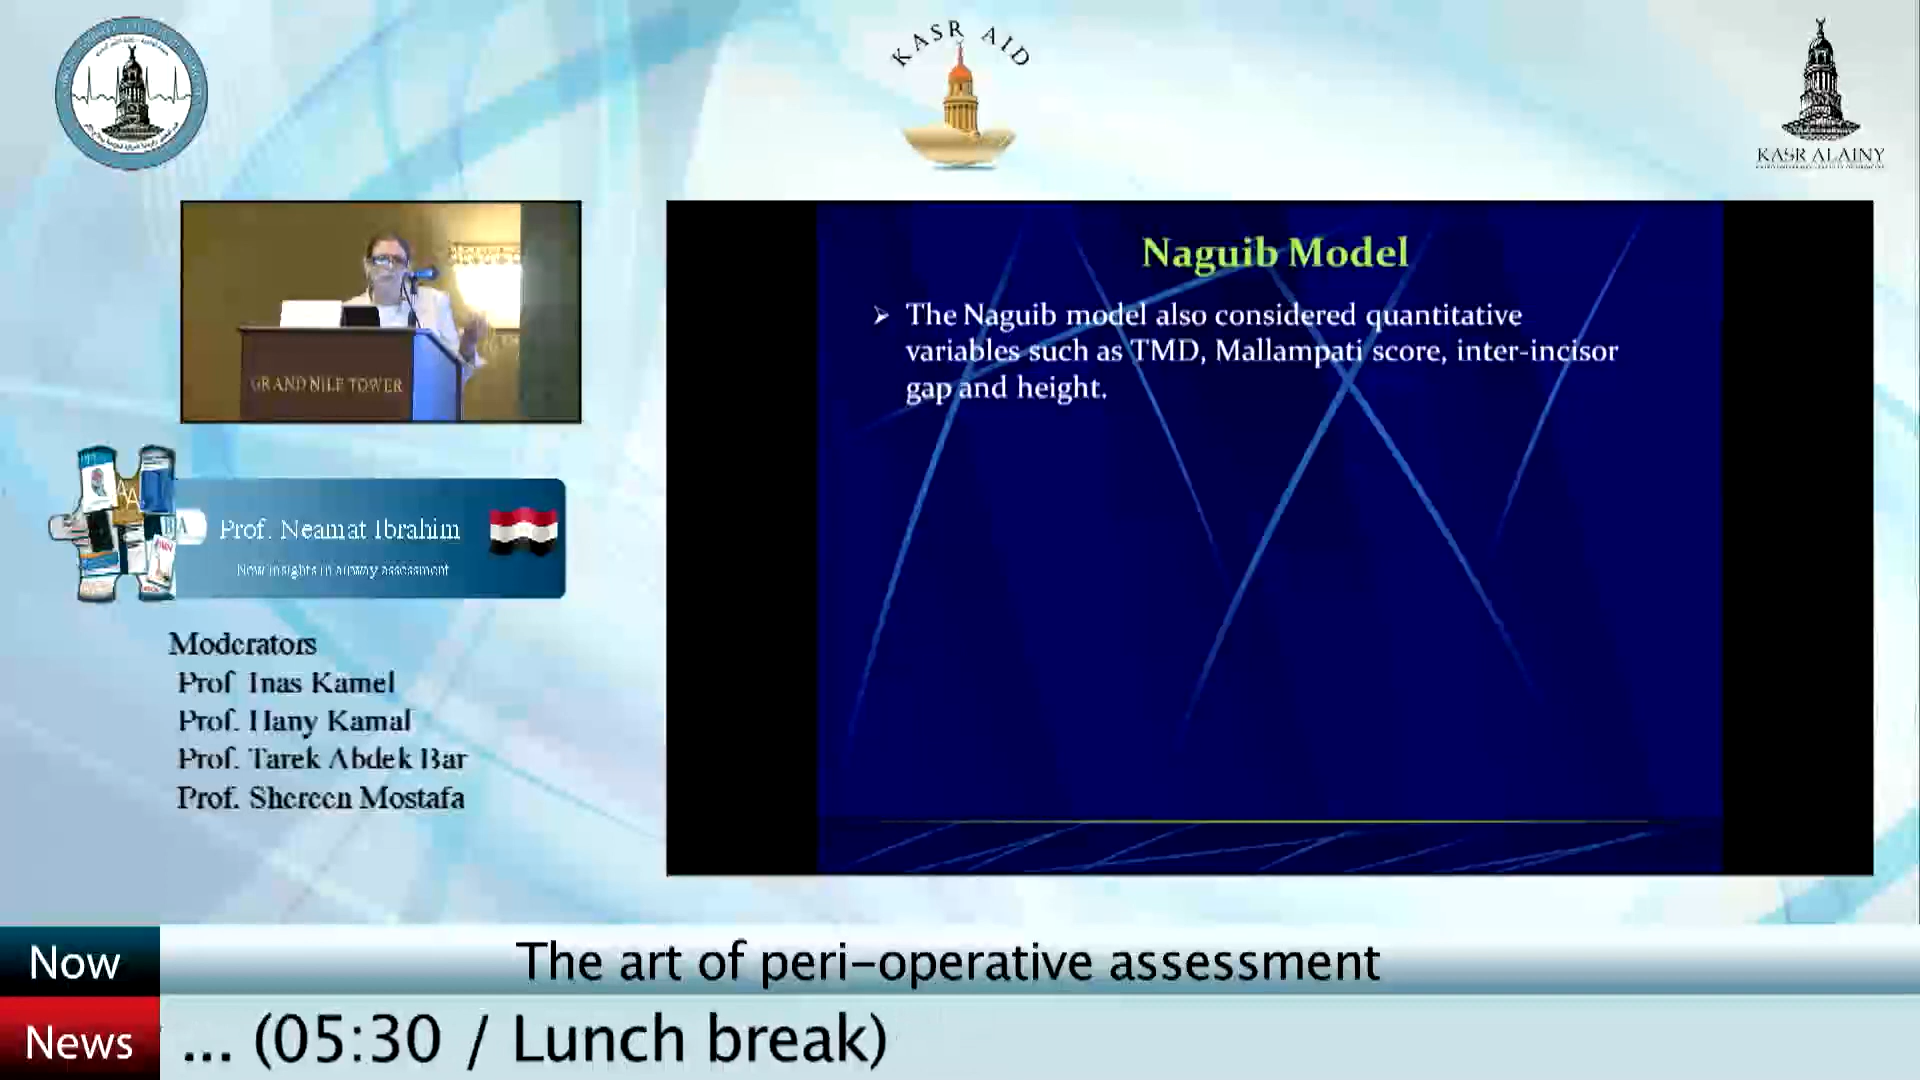 KASR AID
KASR ALAINY
Naguib Model
➢ The Naguib model also considered quantitative
variables such as TMD, Mallampati score, inter-incisor
gap and height.
GRAND NILE TOWER
Prof. Neamat Ibrahim
New insights in airway assessment
Moderators
Prof Inas Kamel
Prof. Hany Kamal
Prof. Tarek Abdek Bar
Prof. Shereen Mostafa
Now
The art of peri-operative assessment
News
... (05:30 / Lunch break)